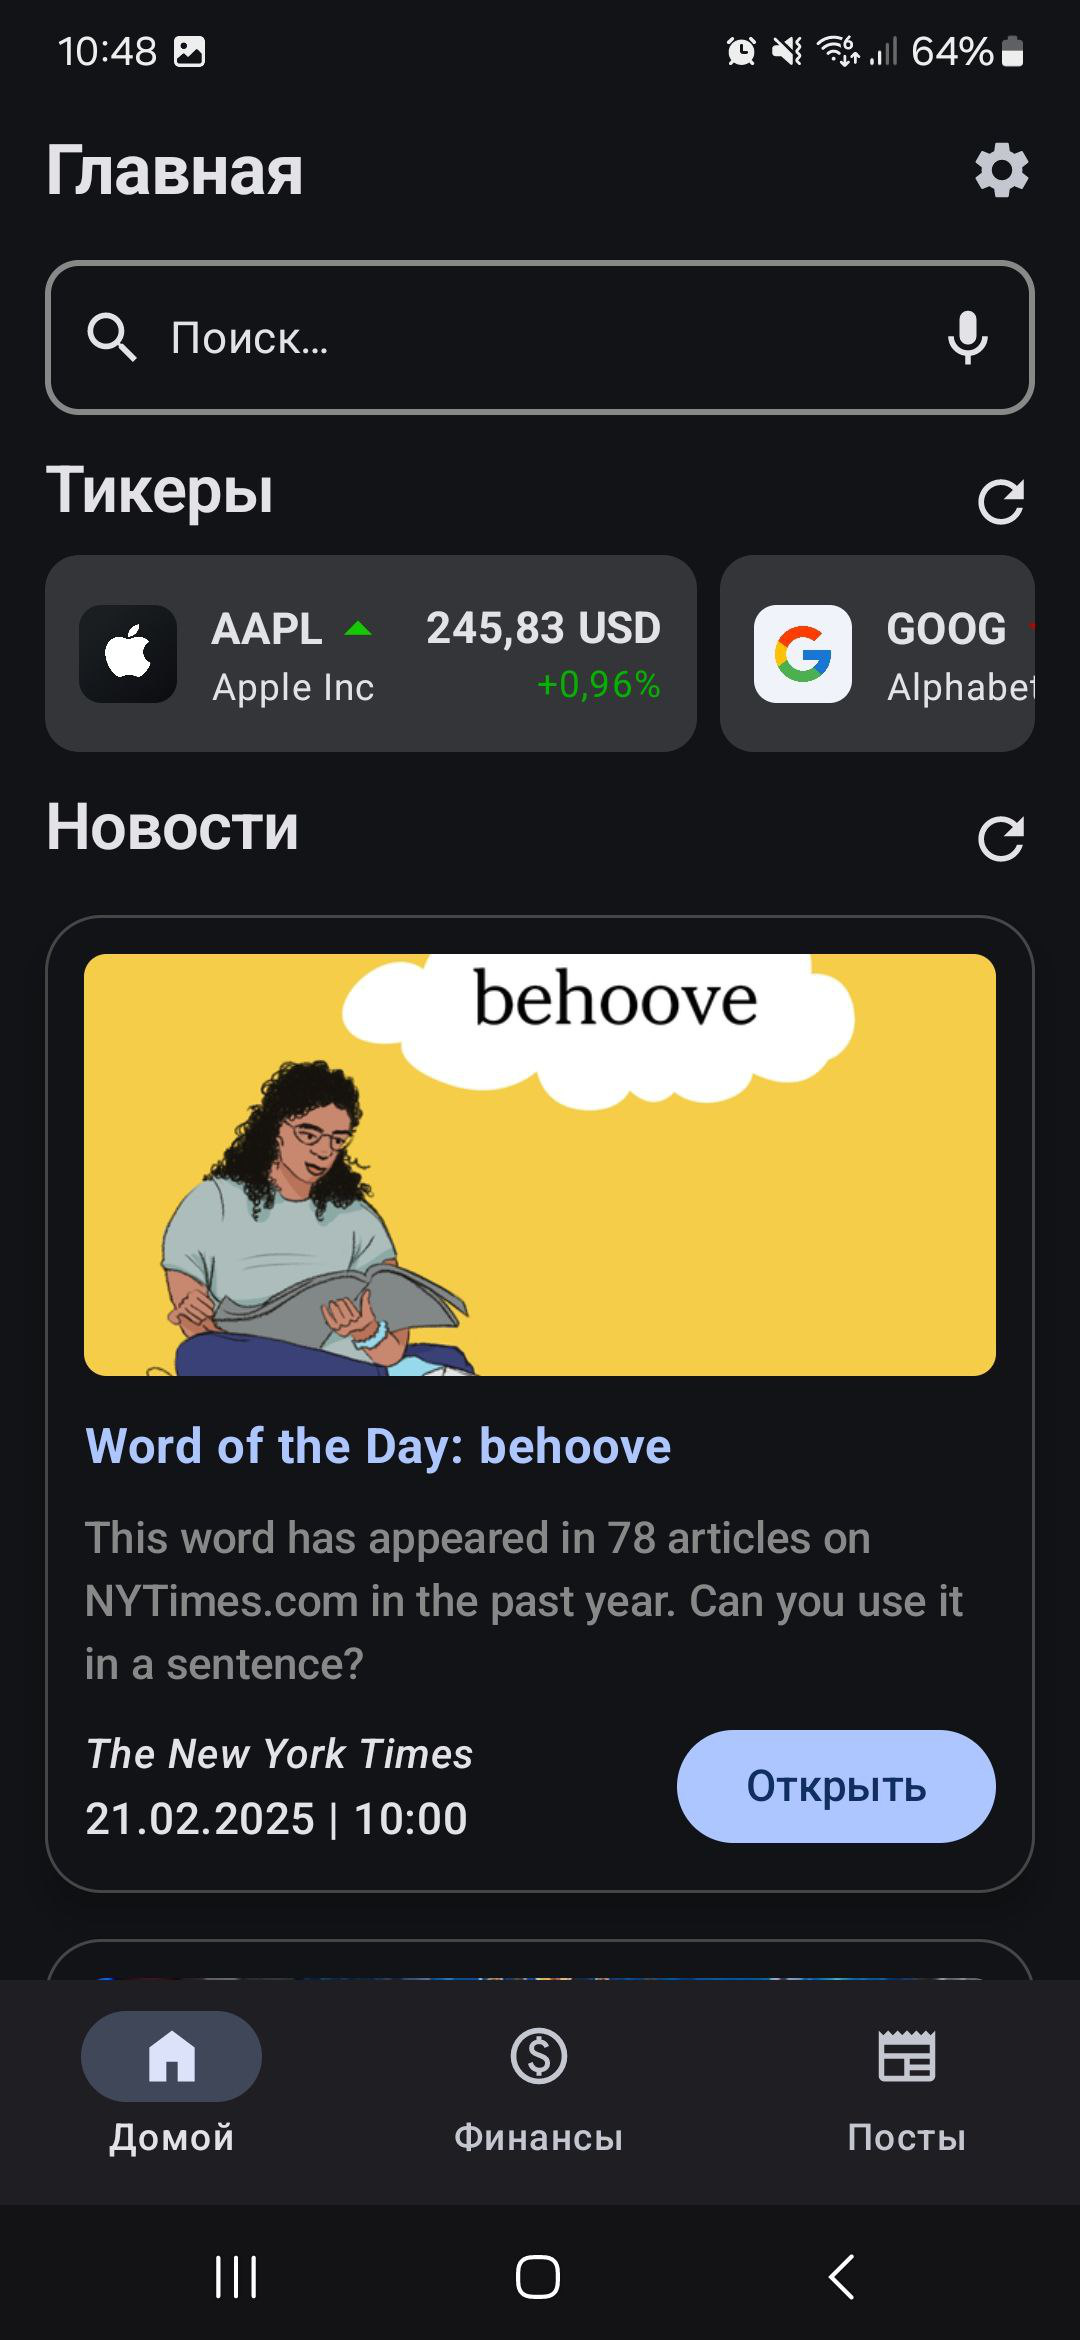 10:48
64%
Главная
Поиск...
Тикеры
AAPL 245,83 USD
Apple Inc +0,96%
GOOG
Alphabet
Новости
behoove
Word of the Day: behoove
This word has appeared in 78 articles on
NYTimes.com in the past year. Can you use it
in a sentence?
The New York Times
21.02.2025 | 10:00
Открыть
Домой
Финансы
Посты